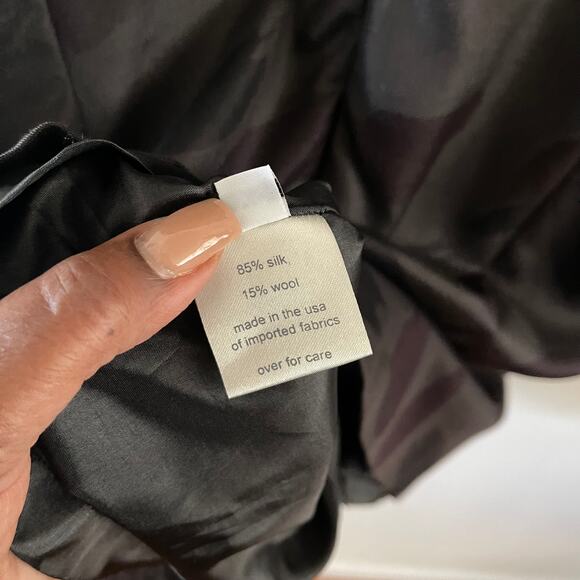 85% silk,
15% wool
made in the usa
of imported fabrics
over for care